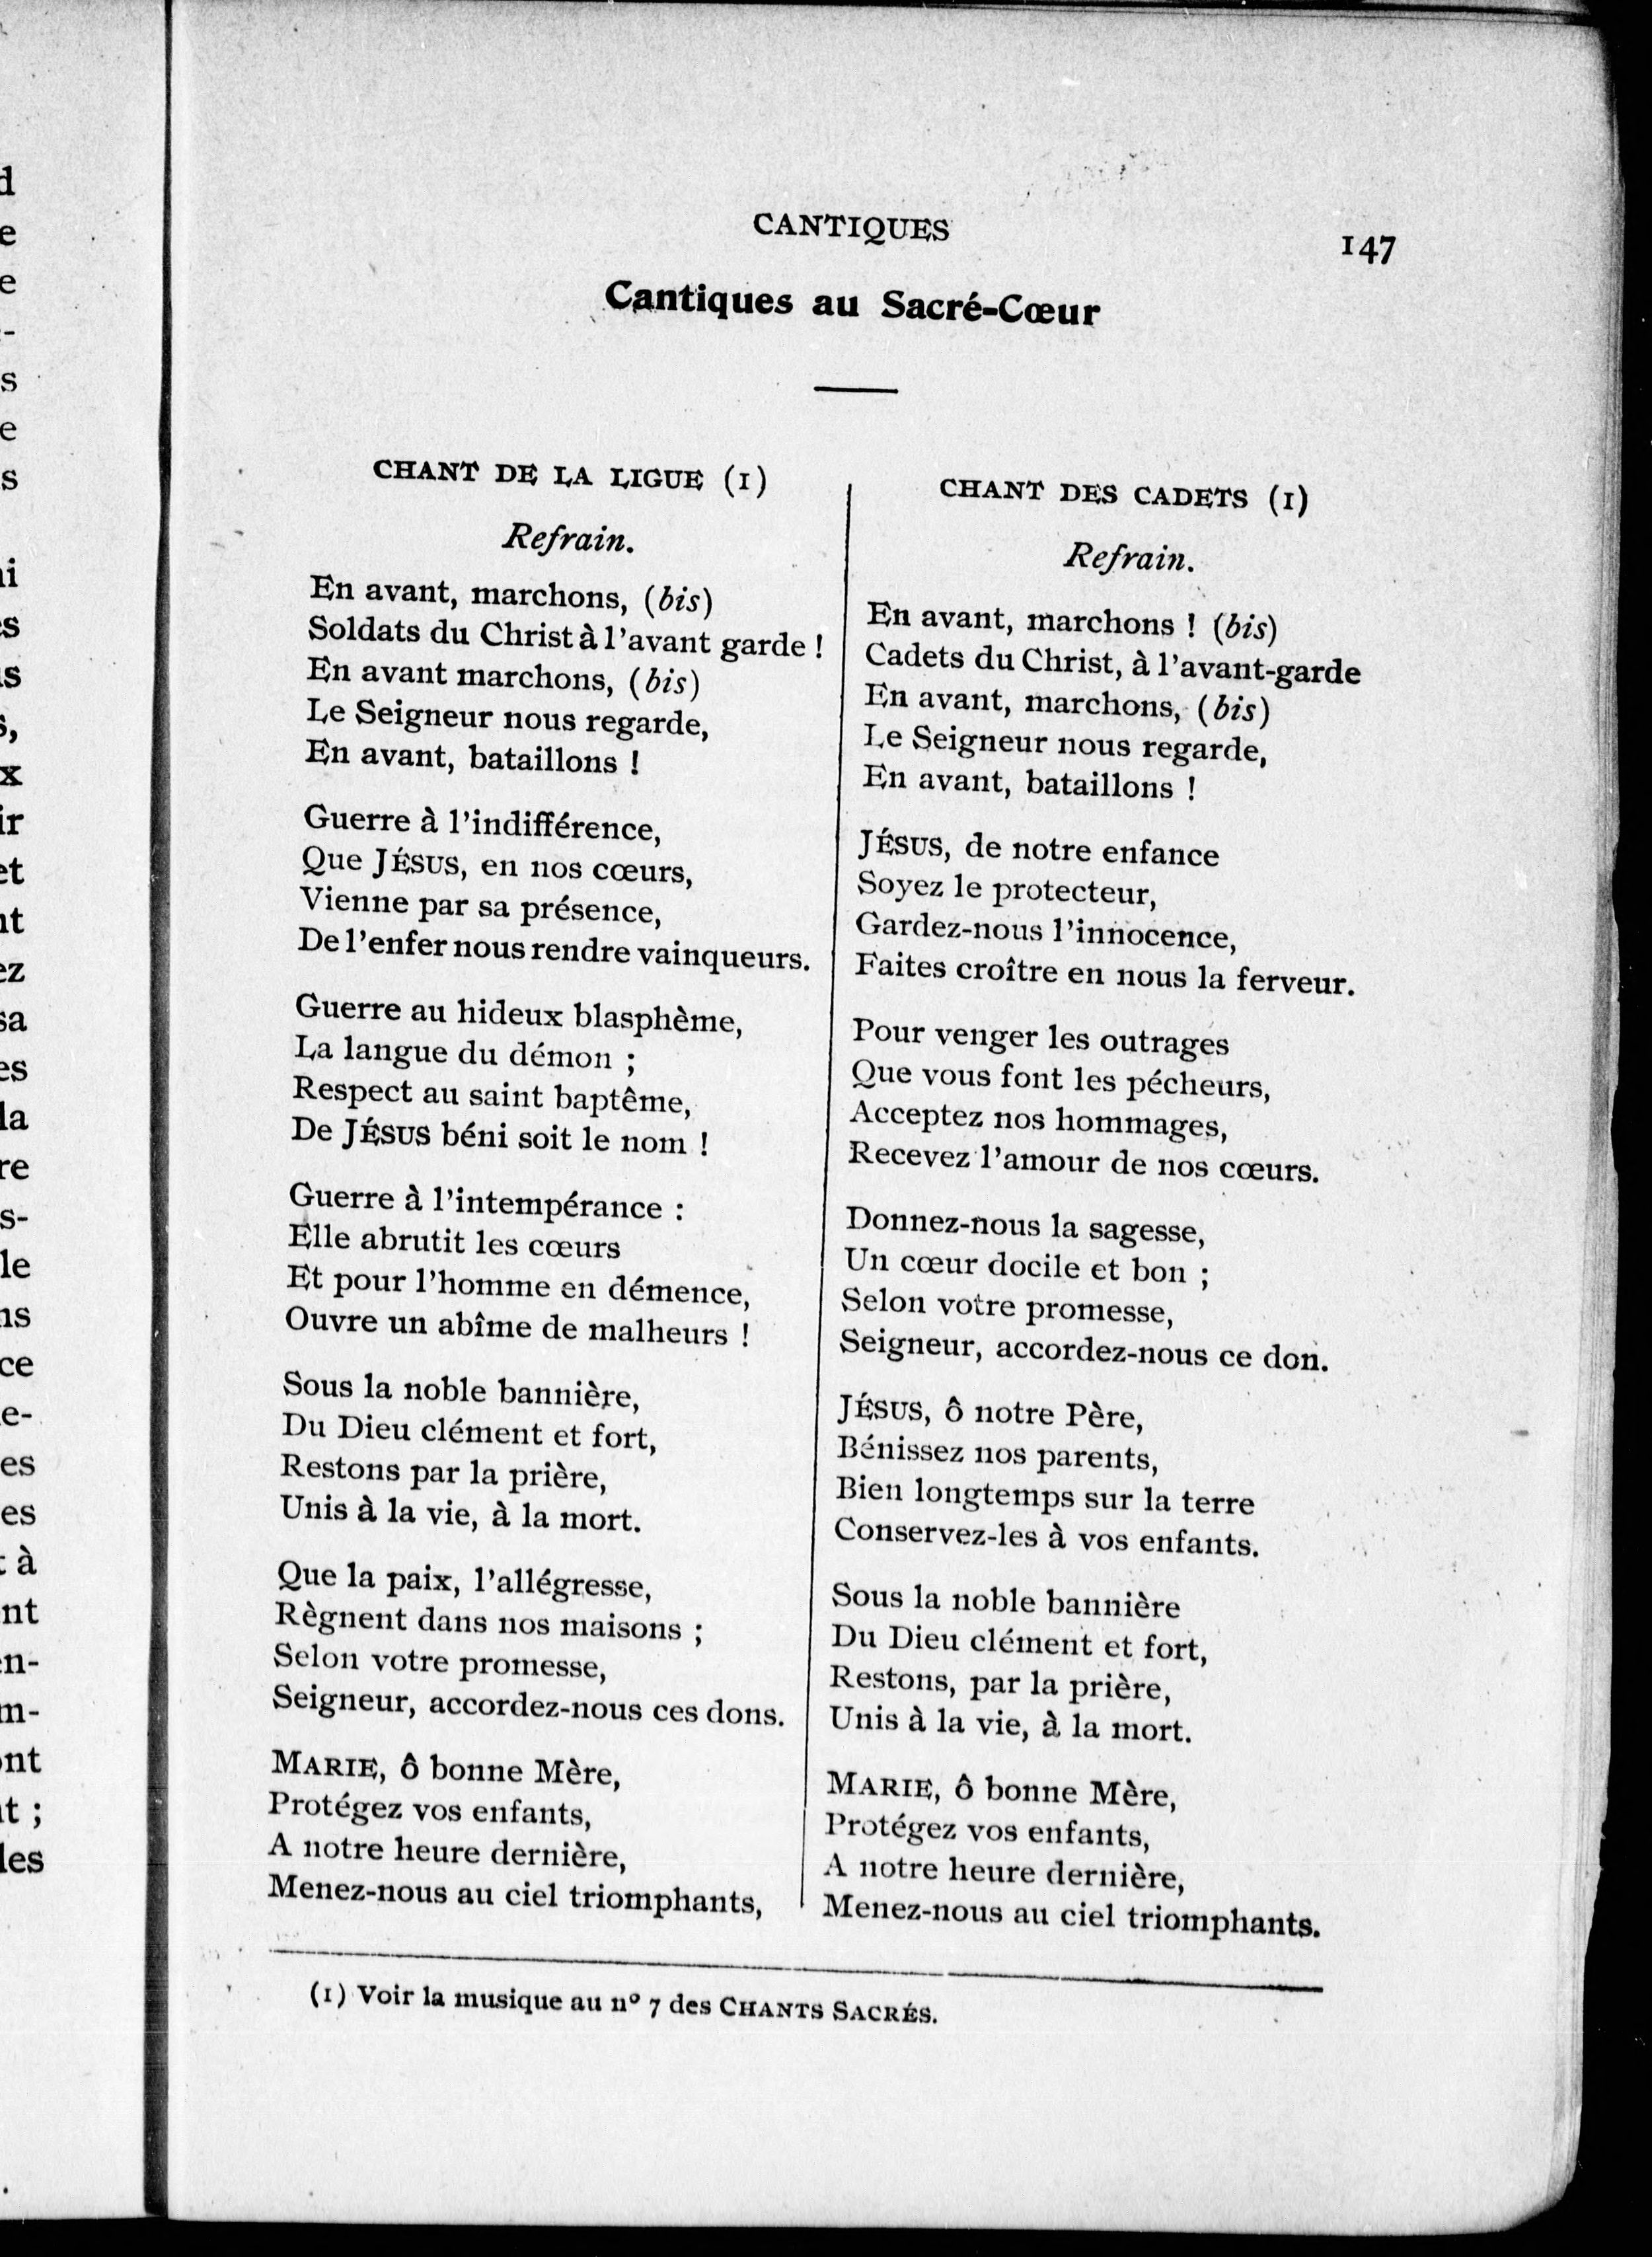 CANTIQUES
147
Cantiques au Sacré-Cœur
CHANT DE LA LIGUE (1)
Refrain.
En avant, marchons, (bis)
Soldats du Christ à l'avant garde !
En avant marchons, (bis)
Le Seigneur nous regarde,
En avant, bataillons !
Guerre à l'indifférence,
Que JÉSUS, en nos cœurs,
Vienne par sa présence,
De l'enfer nous rendre vainqueurs.
Guerre au hideux blasphème,
La langue du démon ;
Respect au saint baptême,
De JÉSUS béni soit le nom !
Guerre à l'intempérance :
Elle abrutit les cœurs
Et pour l'homme en démence,
Ouvre un abîme de malheurs !
Sous la noble bannière,
Du Dieu clément et fort,
Restons par la prière,
Unis à la vie, à la mort.
Que la paix, l'allégresse,
Règnent dans nos maisons ;
Selon votre promesse,
Seigneur, accordez-nous ces dons.
MARIE, ô bonne Mère,
Protégez vos enfants,
A notre heure dernière,
Menez-nous au ciel triomphants,
CHANT DES CADETS (1)
Refrain.
En avant, marchons ! (bis)
Cadets du Christ, à l'avant-garde
En avant, marchons, (bis)
Le Seigneur nous regarde,
En avant, bataillons !
JÉSUS, de notre enfance
Soyez le protecteur,
Gardez-nous l'innocence,
Faites croître en nous la ferveur.
Pour venger les outrages
Que vous font les pécheurs,
Acceptez nos hommages,
Recevez l'amour de nos cœurs.
Donnez-nous la sagesse,
Un cœur docile et bon ;
Selon votre promesse,
Seigneur, accordez-nous ce don.
JÉSUS, ô notre Père,
Bénissez nos parents,
Bien longtemps sur la terre
Conservez-les à vos enfants.
Sous la noble bannière
Du Dieu clément et fort,
Restons, par la prière,
Unis à la vie, à la mort.
MARIE, ô bonne Mère,
Protégez vos enfants,
A notre heure dernière,
Menez-nous au ciel triomphants.
(1) Voir la musique au nº 7 des CHANTS SACRÉS.